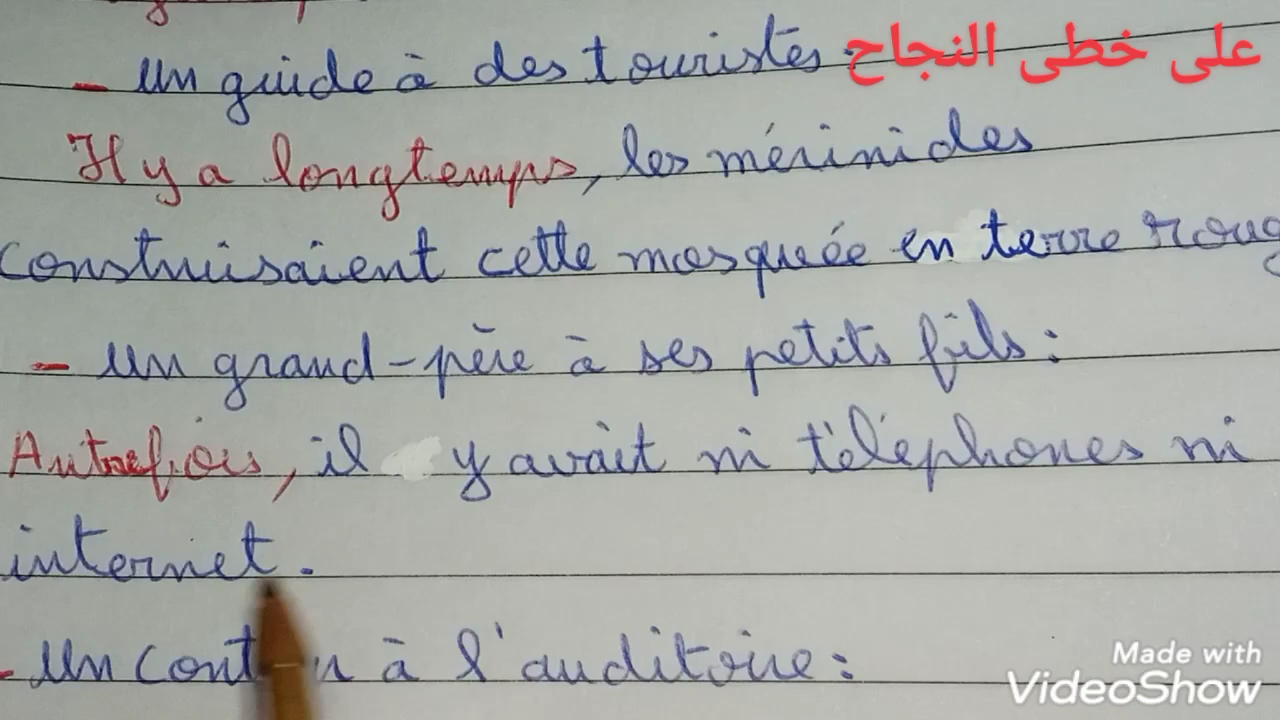 - un guide à des touristes :
على خطى النجاح
Il y a longtemps, les mérinides
construisaient cette mosquée en terre roug
- un grand-père à ses petits fils :
Autrefois, il y avait ni téléphones ni
internet.
- un à l'auditoire :
Made with
VideoShow